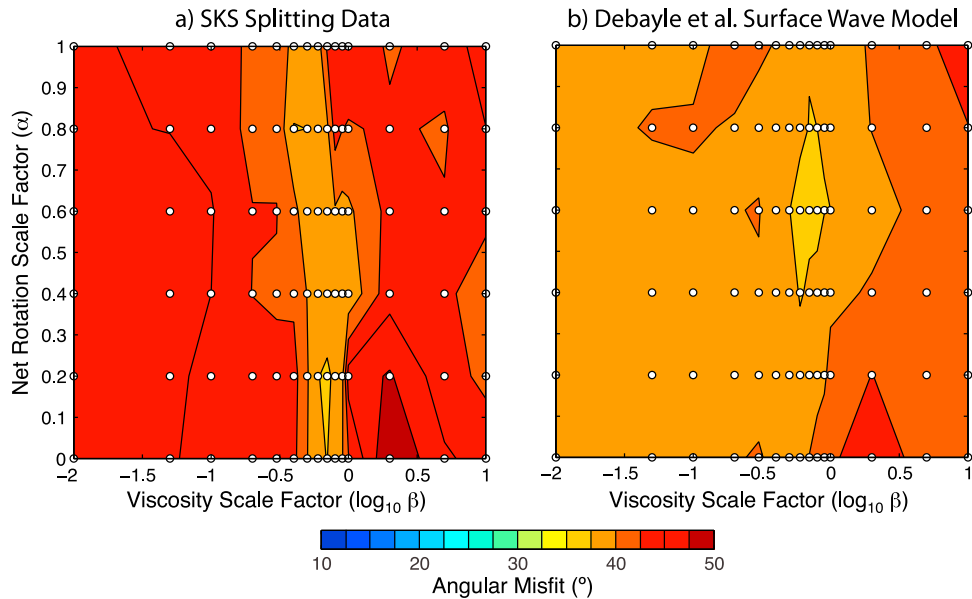 a) SKS Splitting Data
b) Debayle et al. Surface Wave Model
Net Rotation Scale Factor (α)
1
0.9
0.8
0.7
0.6
0.5
0.4
0.3
0.2
0.1
0
−2 −1.5 −1 −0.5 0 0.5 1
−2 −1.5 −1 −0.5 0 0.5 1
Viscosity Scale Factor (log10 β)
Viscosity Scale Factor (log10 β)
10 20 30 40 50
Angular Misfit (º)